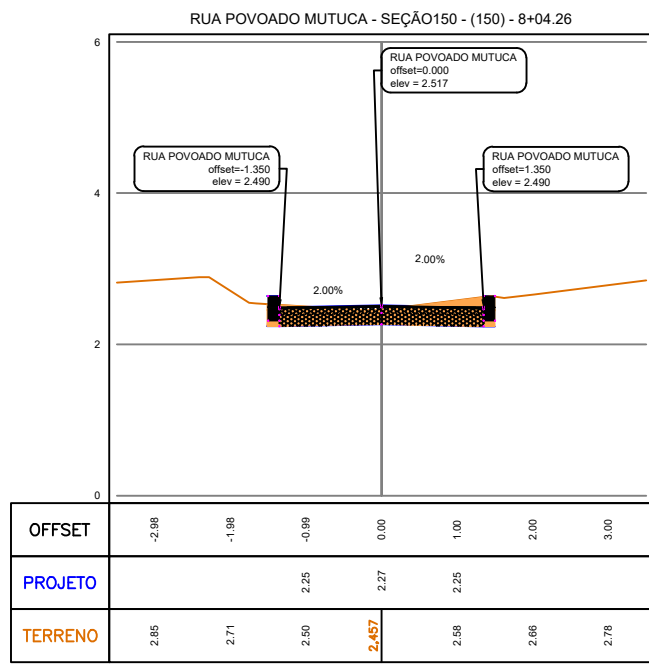 RUA POVOADO MUTUCA - SEÇÃO150 - (150) - 8+04.26
6
RUA POVOADO MUTUCA
offset=0.000
elev = 2.517
RUA POVOADO MUTUCA
offset=-1.350
elev = 2.490
RUA POVOADO MUTUCA
offset=1.350
elev = 2.490
4
2.00%
2.00%
2
0
OFFSET -2.98 -1.98 -0.99 0.00 1.00 2.00 3.00
PROJETO 2.25 2.27 2.25
TERRENO 2.85 2.71 2.50 2.457 2.58 2.66 2.78